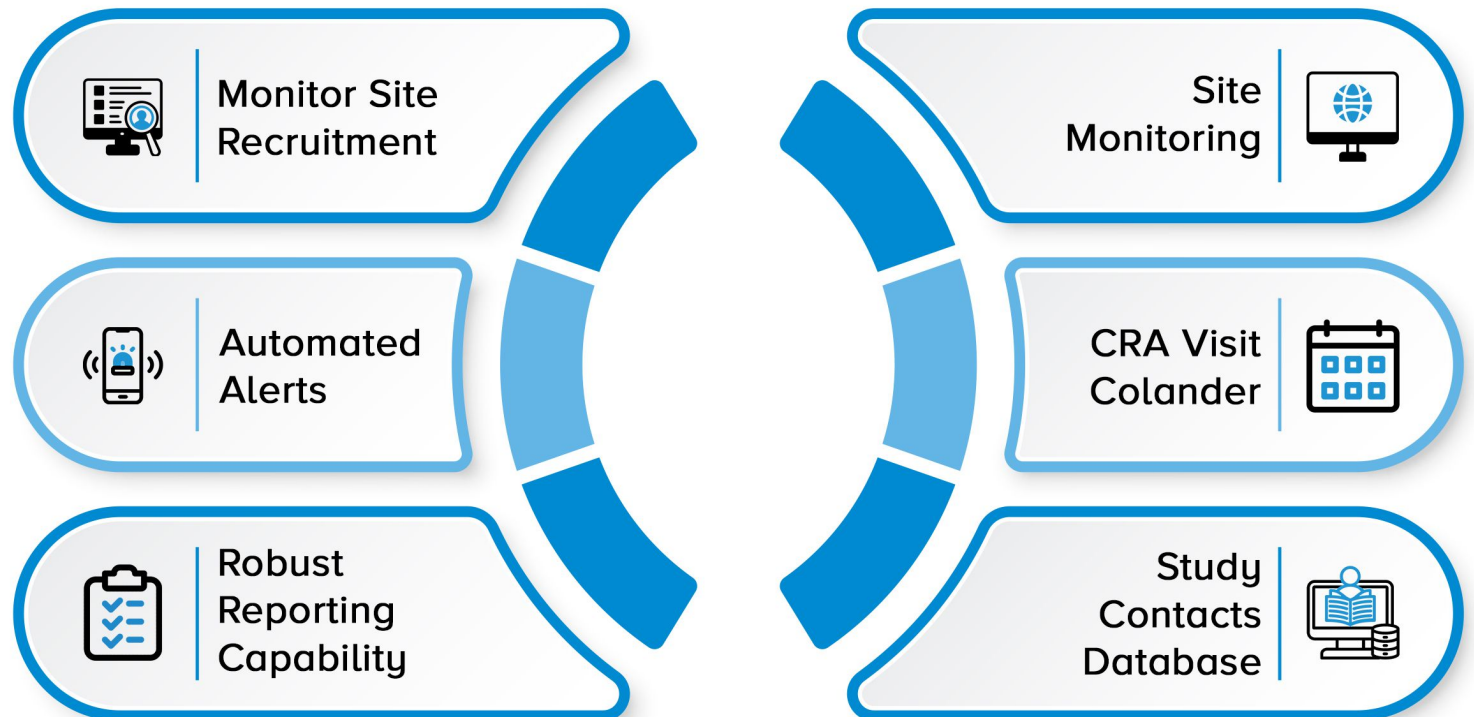 Monitor Site
Recruitment
Automated
Alerts
Robust
Reporting
Capability
Site
Monitoring
CRA Visit
Colander
Study
Contacts
Database